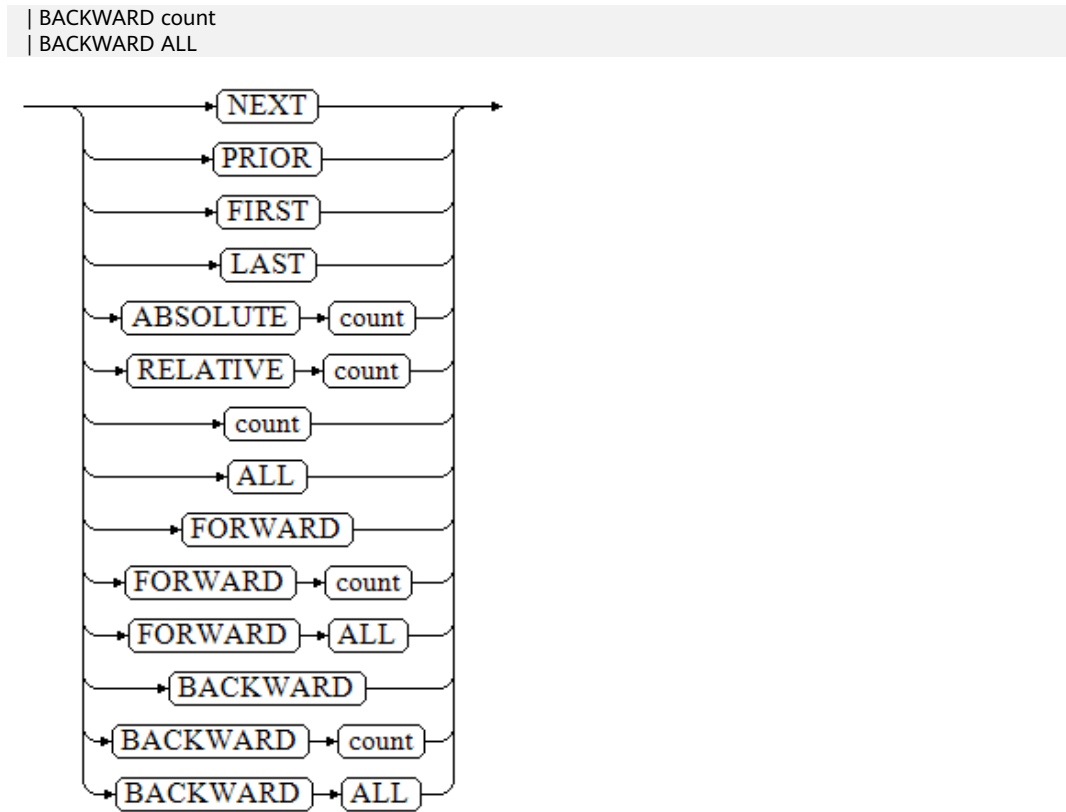 | BACKWARD count
| BACKWARD ALL
NEXT
PRIOR
FIRST
LAST
ABSOLUTE count
RELATIVE count
count
ALL
FORWARD
FORWARD count
FORWARD ALL
BACKWARD
BACKWARD count
BACKWARD ALL